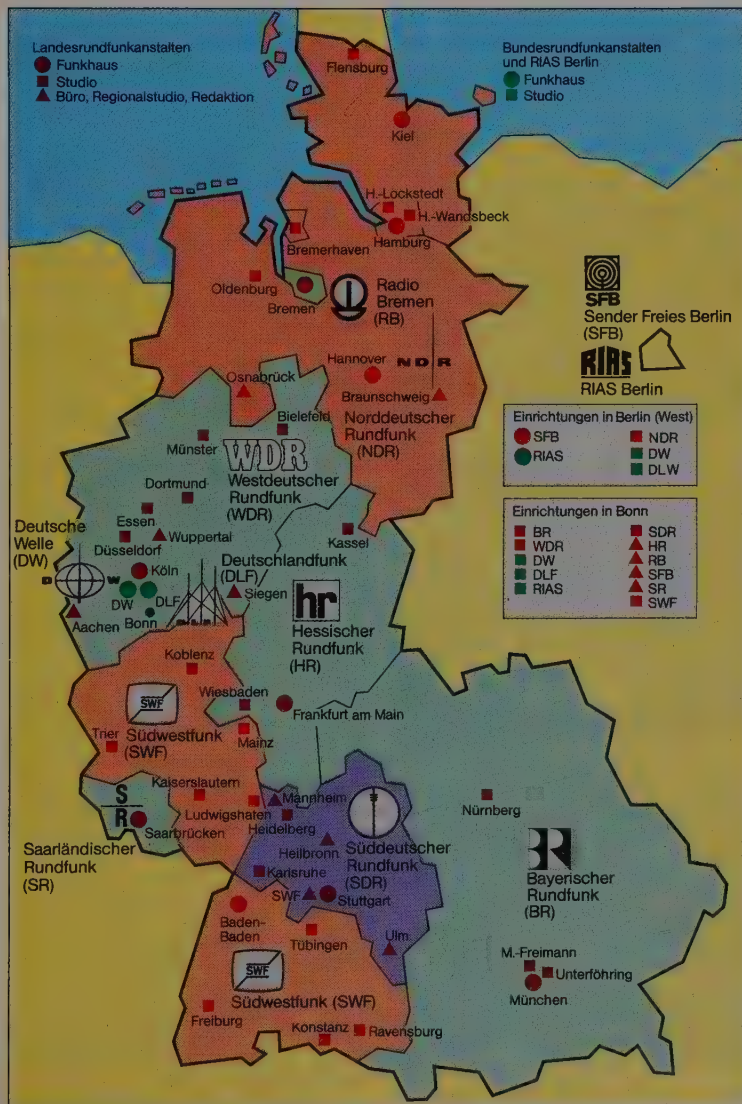 Landesrundfunkanstalten
Funkhaus
Studio
Büro, Regionalstudio, Redaktion
Bundesrundfunkanstalten
und RIAS Berlin
Funkhaus
Studio
Flensburg
Kiel
H.-Lockstedt
H.-Wandsbeck
Hamburg
Bremerhaven
Oldenburg
Bremen
Radio
Bremen
(RB)
SFB
Sender Freies Berlin
(SFB)
RIAS
RIAS Berlin
Hannover
NDR
Osnabrück
Braunschweig
Norddeutscher
Rundfunk
(NDR)
Einrichtungen in Berlin (West)
SFB
RIAS
NDR
DW
DLW
Bielefeld
Münster
WDR
Westdeutscher
Rundfunk
(WDR)
Dortmund
Essen
Wuppertal
Düsseldorf
Kassel
Einrichtungen in Bonn
BR
WDR
DW
DLF
RIAS
SDR
HR
RB
SFB
SR
SWF
Deutsche
Welle
(DW)
D W
Köln
DW
DLF
Bonn
Aachen
Deutschlandfunk
(DLF)
Siegen
hr
Hessischer
Rundfunk
(HR)
Koblenz
SWF
Südwestfunk
(SWF)
Wiesbaden
Frankfurt am Main
Mainz
Trier
Kaiserslautern
Ludwigshafen
Mannheim
Heidelberg
Nürnberg
SR
Saarbrücken
Saarländischer
Rundfunk
(SR)
Heilbronn
Süddeutscher
Rundfunk
(SDR)
Karlsruhe
SWF
Stuttgart
BR
Bayerischer
Rundfunk
(BR)
Baden-
Baden
Tübingen
Ulm
SWF
Südwestfunk (SWF)
M.-Freimann
Unterföhring
München
Freiburg
Konstanz
Ravensburg